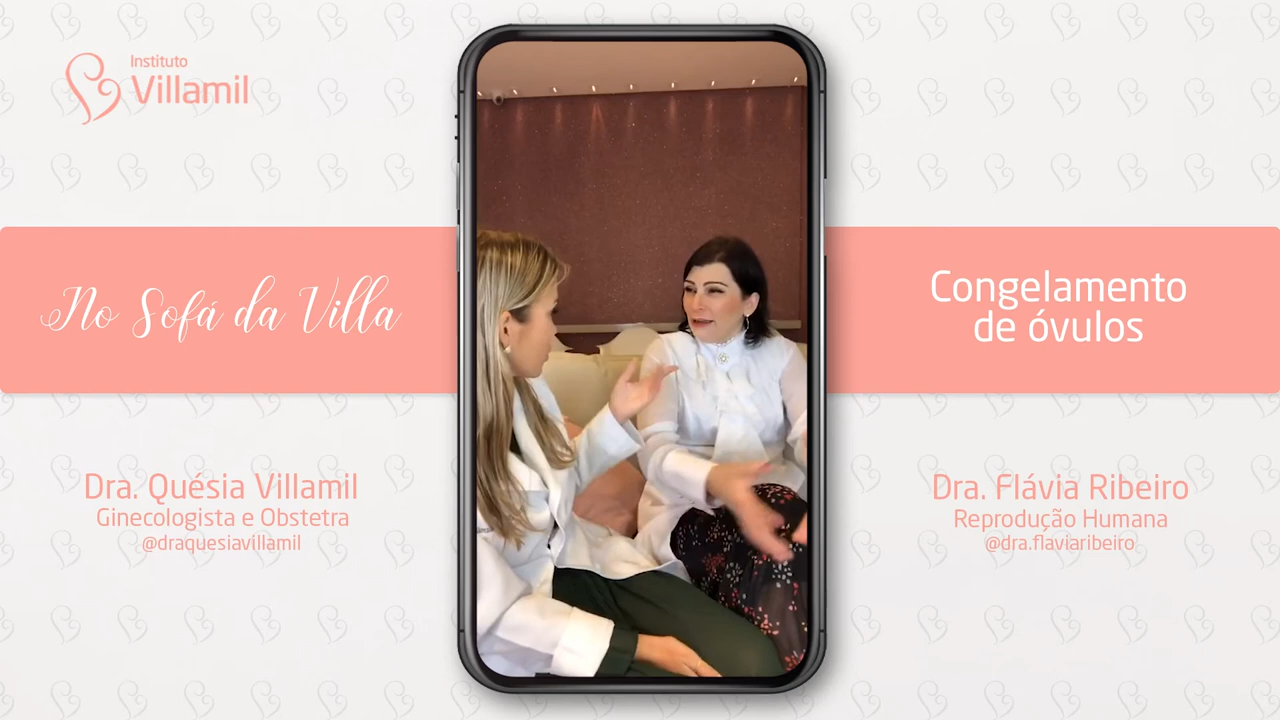 Instituto
Villamil
No Sofá da Villa
Congelamento
de óvulos
Dra. Quésia Villamil
Ginecologista e Obstetra
@draquesiavillamil
Dra. Flávia Ribeiro
Reprodução Humana
@dra.flaviaribeiro